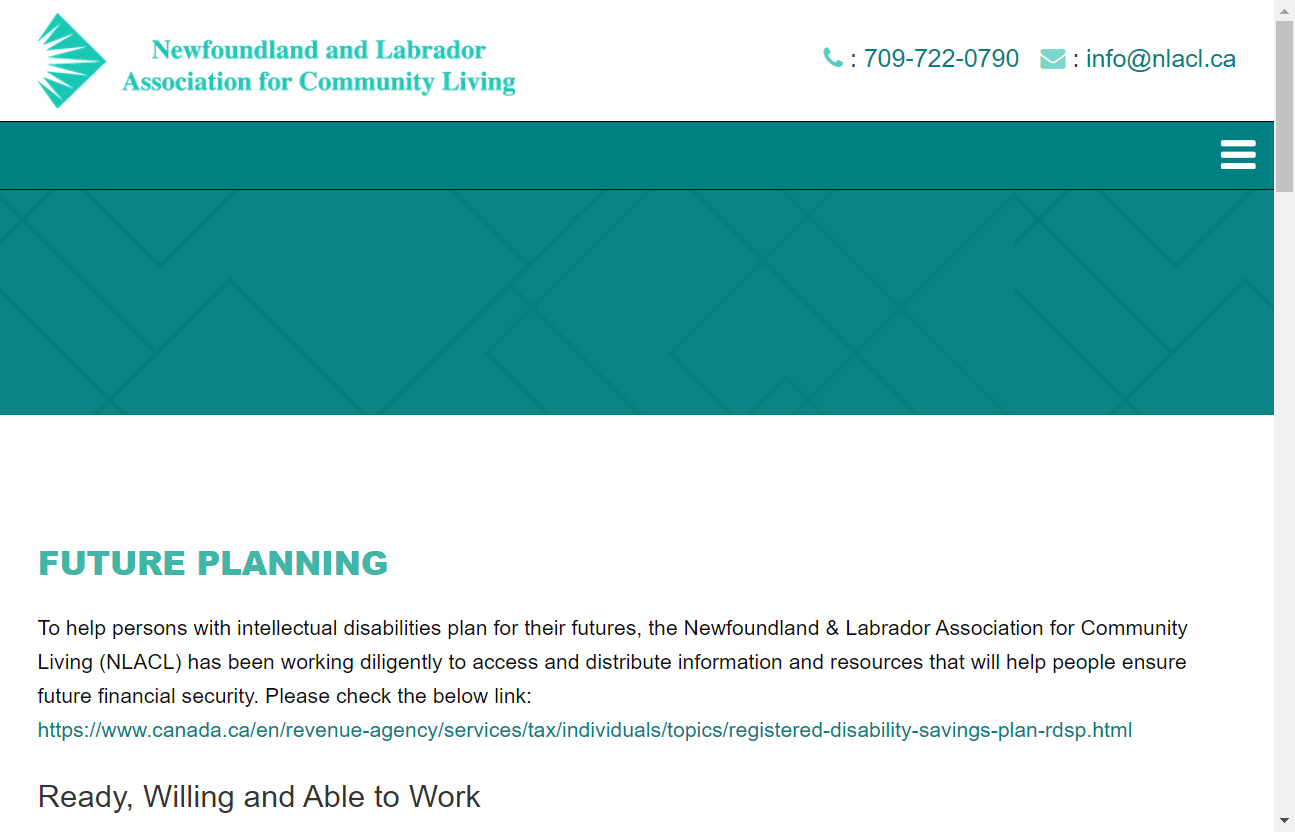 Newfoundland and Labrador
Association for Community Living
: 709-722-0790 : info@nlacl.ca
FUTURE PLANNING
To help persons with intellectual disabilities plan for their futures, the Newfoundland & Labrador Association for Community
Living (NLACL) has been working diligently to access and distribute information and resources that will help people ensure
future financial security. Please check the below link:
https://www.canada.ca/en/revenue-agency/services/tax/individuals/topics/registered-disability-savings-plan-rdsp.html
Ready, Willing and Able to Work